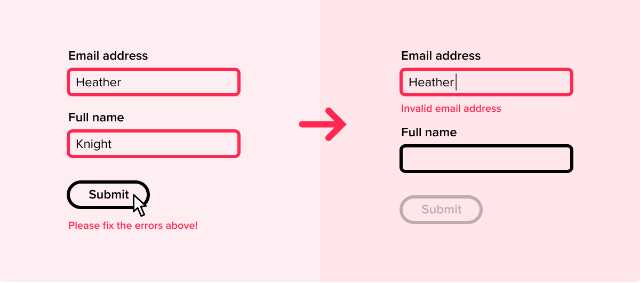 Email address
Heather
Full name
Knight
Submit
Please fix the errors above!
Email address
Heather
Invalid email address
Full name
Submit